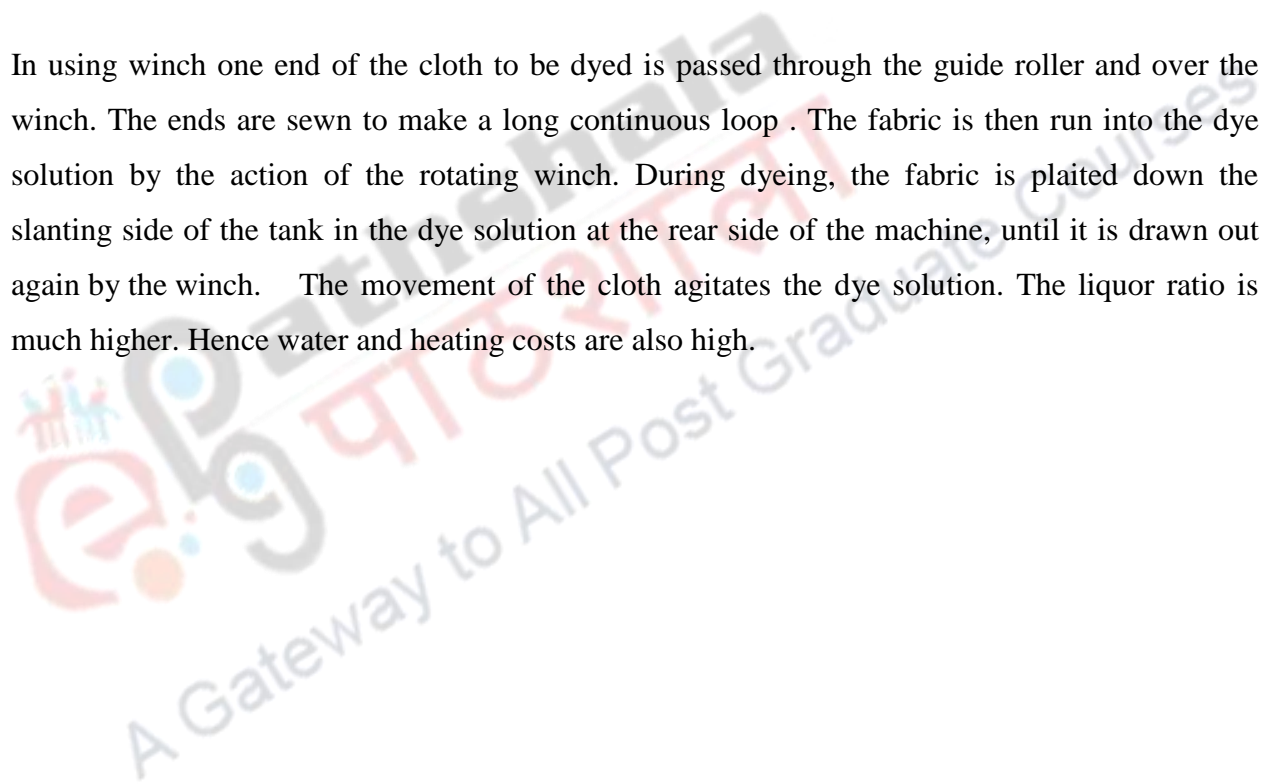 In using winch one end of the cloth to be dyed is passed through the guide roller and over the
winch. The ends are sewn to make a long continuous loop . The fabric is then run into the dye
solution by the action of the rotating winch. During dyeing, the fabric is plaited down the
slanting side of the tank in the dye solution at the rear side of the machine, until it is drawn out
again by the winch. The movement of the cloth agitates the dye solution. The liquor ratio is
much higher. Hence water and heating costs are also high.
e
pg
Pathshala
पाठशाला
A Gateway to All Post Graduate Courses